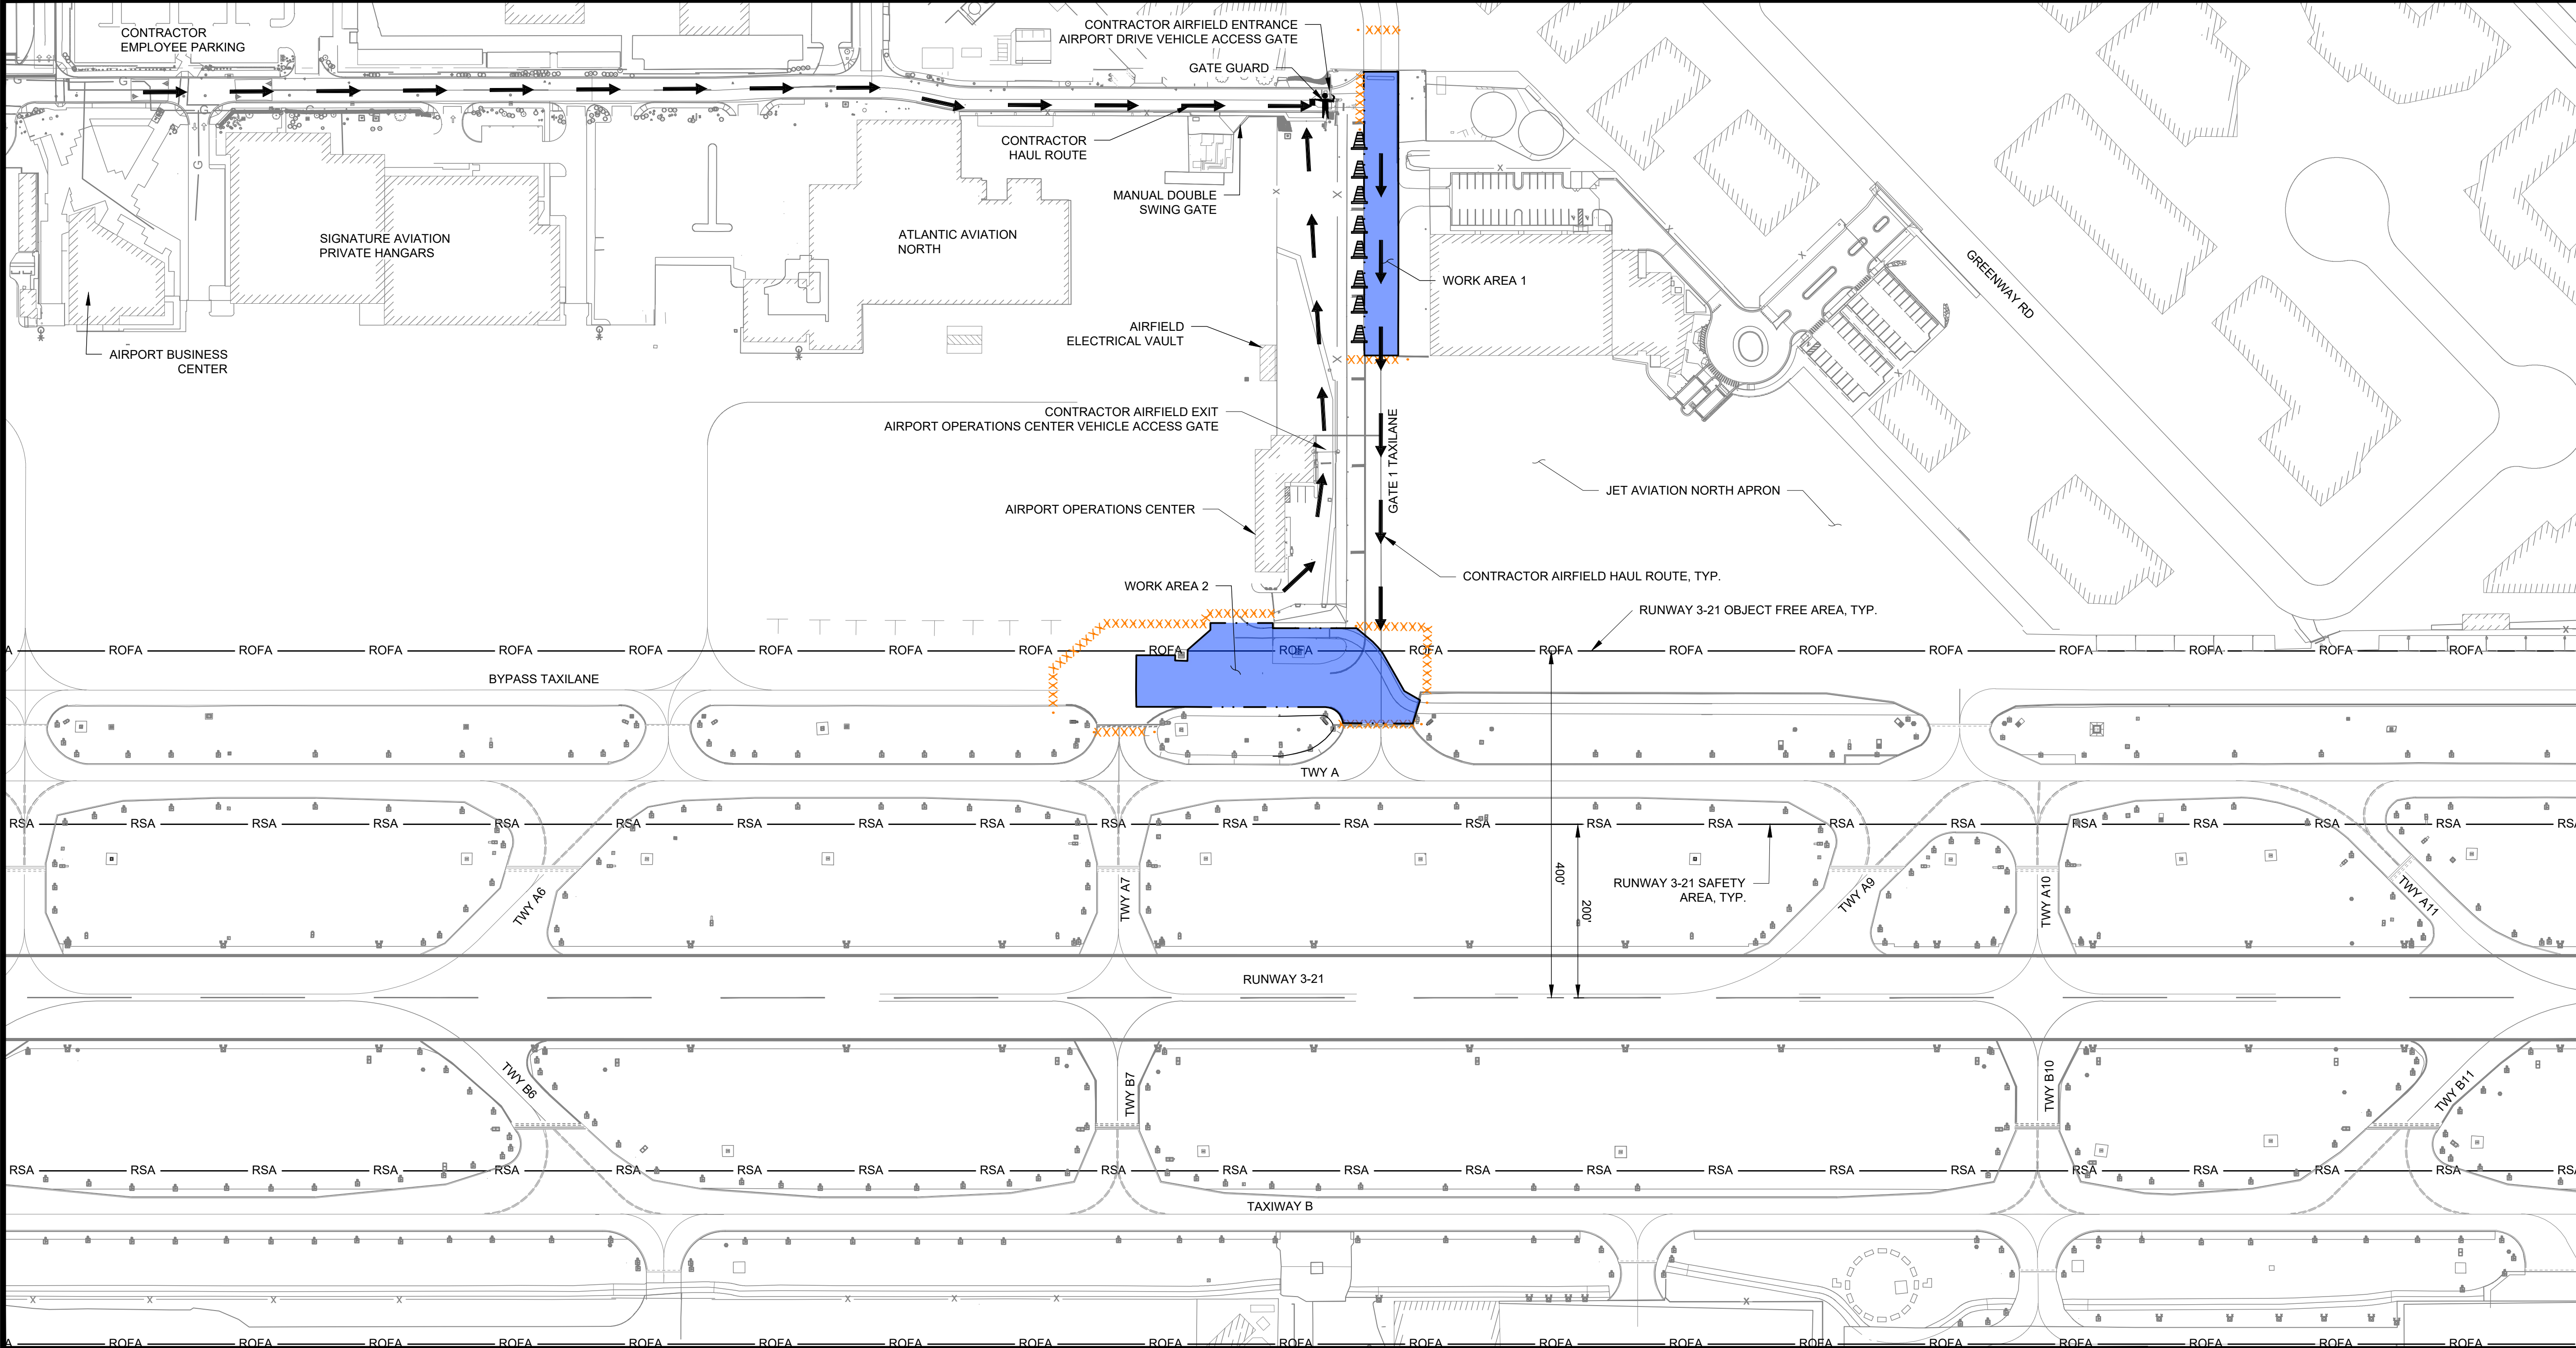 CONTRACTOR
EMPLOYEE PARKING
CONTRACTOR AIRFIELD ENTRANCE
AIRPORT DRIVE VEHICLE ACCESS GATE
GATE GUARD
CONTRACTOR
HAUL ROUTE
MANUAL DOUBLE
SWING GATE
SIGNATURE AVIATION
PRIVATE HANGARS
ATLANTIC AVIATION
NORTH
WORK AREA 1
GREENWAY RD
AIRPORT BUSINESS
CENTER
AIRFIELD
ELECTRICAL VAULT
CONTRACTOR AIRFIELD EXIT
AIRPORT OPERATIONS CENTER VEHICLE ACCESS GATE
GATE 1 TAXILANE
JET AVIATION NORTH APRON
AIRPORT OPERATIONS CENTER
CONTRACTOR AIRFIELD HAUL ROUTE, TYP.
WORK AREA 2
RUNWAY 3-21 OBJECT FREE AREA, TYP.
ROFA ROFA ROFA ROFA ROFA ROFA ROFA ROFA ROFA ROFA ROFA ROFA ROFA ROFA ROFA ROFA ROFA ROFA ROFA
BYPASS TAXILANE
TWY A
RSA RSA RSA RSA RSA RSA RSA RSA RSA RSA RSA RSA RSA RSA RSA RSA RSA RSA RSA RSA RSA
400'
200'
RUNWAY 3-21 SAFETY
AREA, TYP.
TWY A6
TWY A7
TWY A9
TWY A10
TWY A11
RUNWAY 3-21
TWY B6
TWY B7
TWY B10
TWY B11
RSA RSA RSA RSA RSA RSA RSA RSA RSA RSA RSA RSA RSA RSA RSA RSA RSA RSA RSA RSA RSA
TAXIWAY B
ROFA ROFA ROFA ROFA ROFA ROFA ROFA ROFA ROFA ROFA ROFA ROFA ROFA ROFA ROFA ROFA ROFA ROFA ROFA